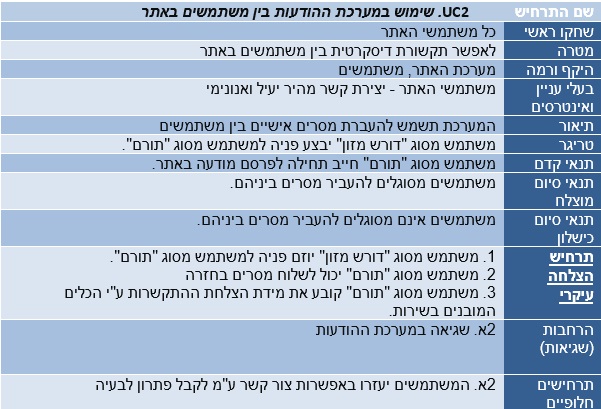 שם התרחיש UC2. שימוש במערכת ההודעות בין משתמשים באתר
שחקו ראשי כל משתמשי האתר
מטרה לאפשר תקשורת דיסקרטית בין משתמשים באתר
היקף ורמה מערכת האתר, משתמשים
בעלי עניין משתמשי האתר - יצירת קשר מהיר יעיל ואנונימי
ואינטרסים
תיאור המערכת תשמש להעברת מסרים אישיים בין משתמשים
טריגר משתמש מסוג "דורש מזון" יבצע פניה למשתמש מסוג "תורם".
תנאי קדם משתמש מסוג "תורם" חייב תחילה לפרסם מודעה באתר.
תנאי סיום משתמשים מסוגלים להעביר מסרים ביניהם.
מוצלח
תנאי סיום משתמשים אינם מסוגלים להעביר מסרים ביניהם.
כישלון
תרחיש 1. משתמש מסוג "דורש מזון" יוזם פניה למשתמש מסוג "תורם".
הצלחה 2. משתמש מסוג "תורם" יכול לשלוח מסרים בחזרה
עיקרי 3. משתמש מסוג "תורם" קובע את מידת הצלחת ההתקשרות ע"י הכלים
המובנים בשירות.
הרחבות 2א. שגיאה במערכת ההודעות
(שגיאות)
תרחישים 2א. המשתמשים יעזרו באפשרות צור קשר ע"מ לקבל פתרון לבעיה
חלופיים